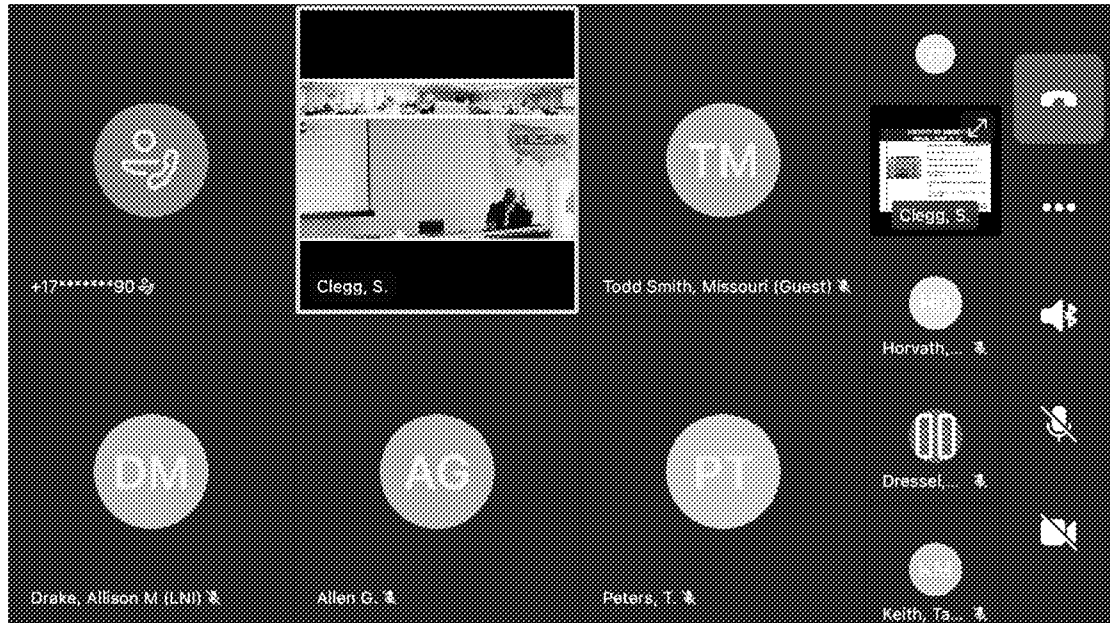 TM
Clegg, S.
+17*******90
Clegg, S.
Todd Smith, Missouri (Guest)
Horvath,...
DM
AG
PT
Dressel,...
Drake, Allison M (LNI)
Allen G.
Peters, T.
Keith, Ta...